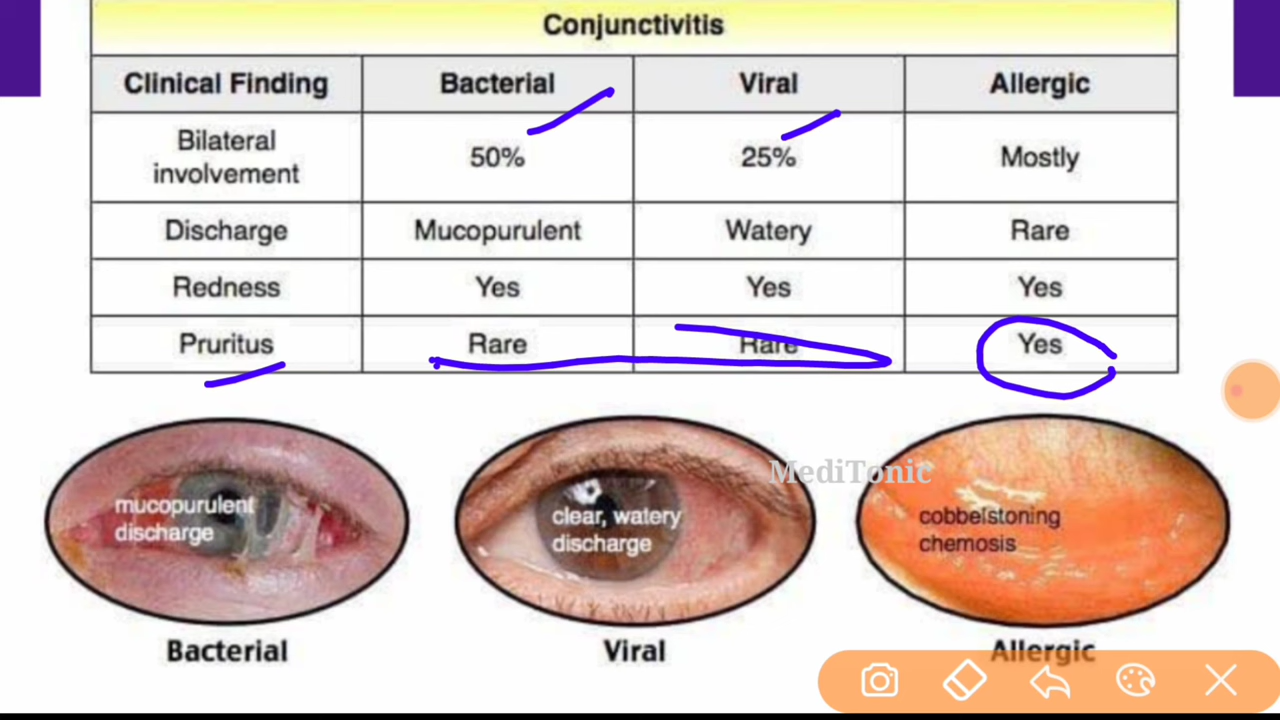 Conjunctivitis
Clinical Finding Bacterial Viral Allergic
Bilateral involvement 50% 25% Mostly
Discharge Mucopurulent Watery Rare
Redness Yes Yes Yes
Pruritus Rare Rare Yes
MediTonic
mucopurulent
discharge
clear, watery
discharge
cobbelstoning
chemosis
Bacterial Viral Allergic